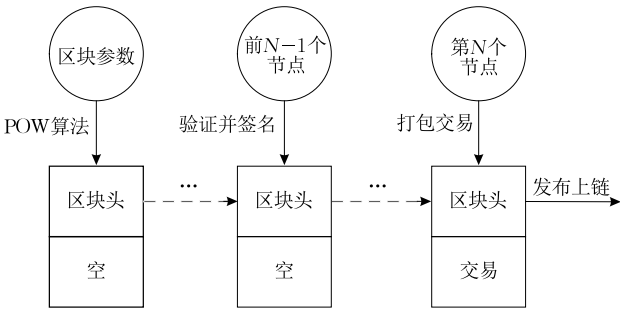 区块参数
前N-1个
节点
第N个
节点
POW算法
验证并签名
打包交易
区块头
...
区块头
...
区块头
发布上链
空
空
交易